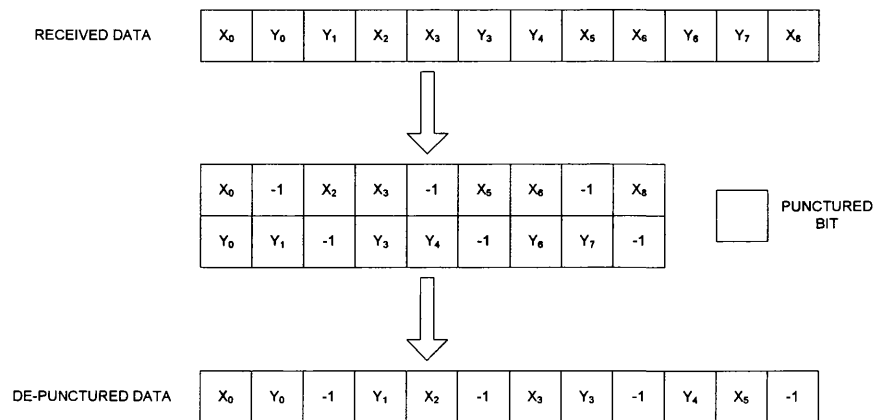 RECEIVED DATA X₀ Y₀ Y₁ X₂ X₃ Y₃ Y₄ X₅ X₆ Y₆ Y₇ X₈
X₀ -1 X₂ X₃ -1 X₅ X₆ -1 X₈
Y₀ Y₁ -1 Y₃ Y₄ -1 Y₆ Y₇ -1
PUNCTURED
BIT
DE-PUNCTURED DATA X₀ Y₀ -1 Y₁ X₂ -1 X₃ Y₃ -1 Y₄ X₅ -1